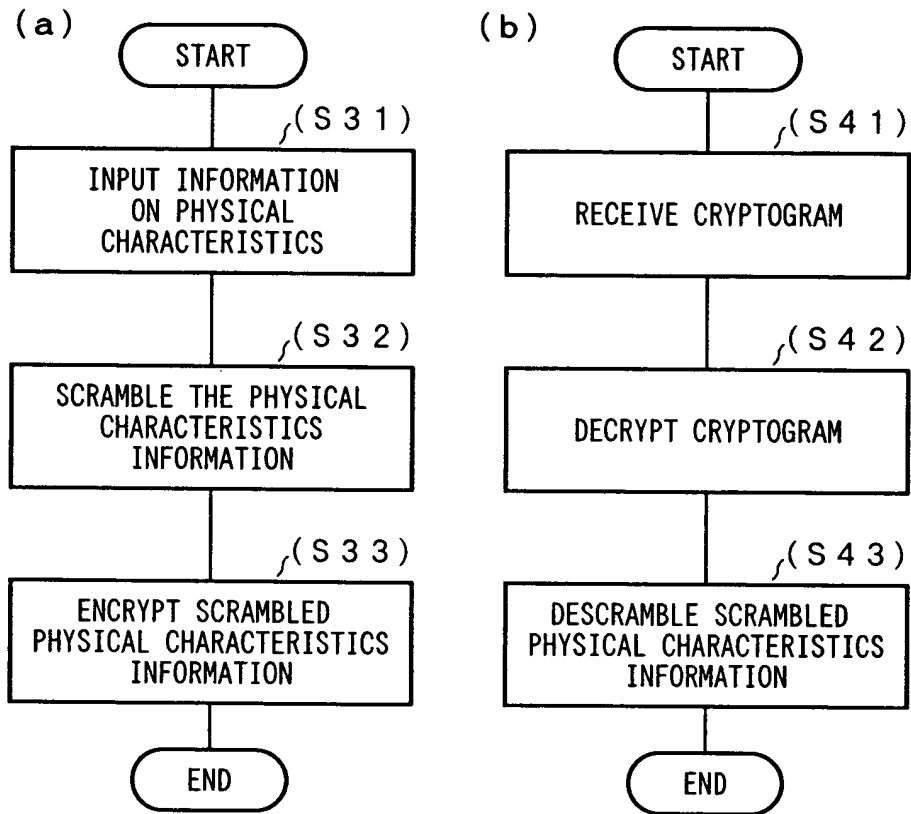 (a)
START
(S31)
INPUT INFORMATION
ON PHYSICAL
CHARACTERISTICS
(S32)
SCRAMBLE THE PHYSICAL
CHARACTERISTICS
INFORMATION
(S33)
ENCRYPT SCRAMBLED
PHYSICAL CHARACTERISTICS
INFORMATION
END
(b)
START
(S41)
RECEIVE CRYPTOGRAM
(S42)
DECRYPT CRYPTOGRAM
(S43)
DESCRAMBLE SCRAMBLED
PHYSICAL CHARACTERISTICS
INFORMATION
END